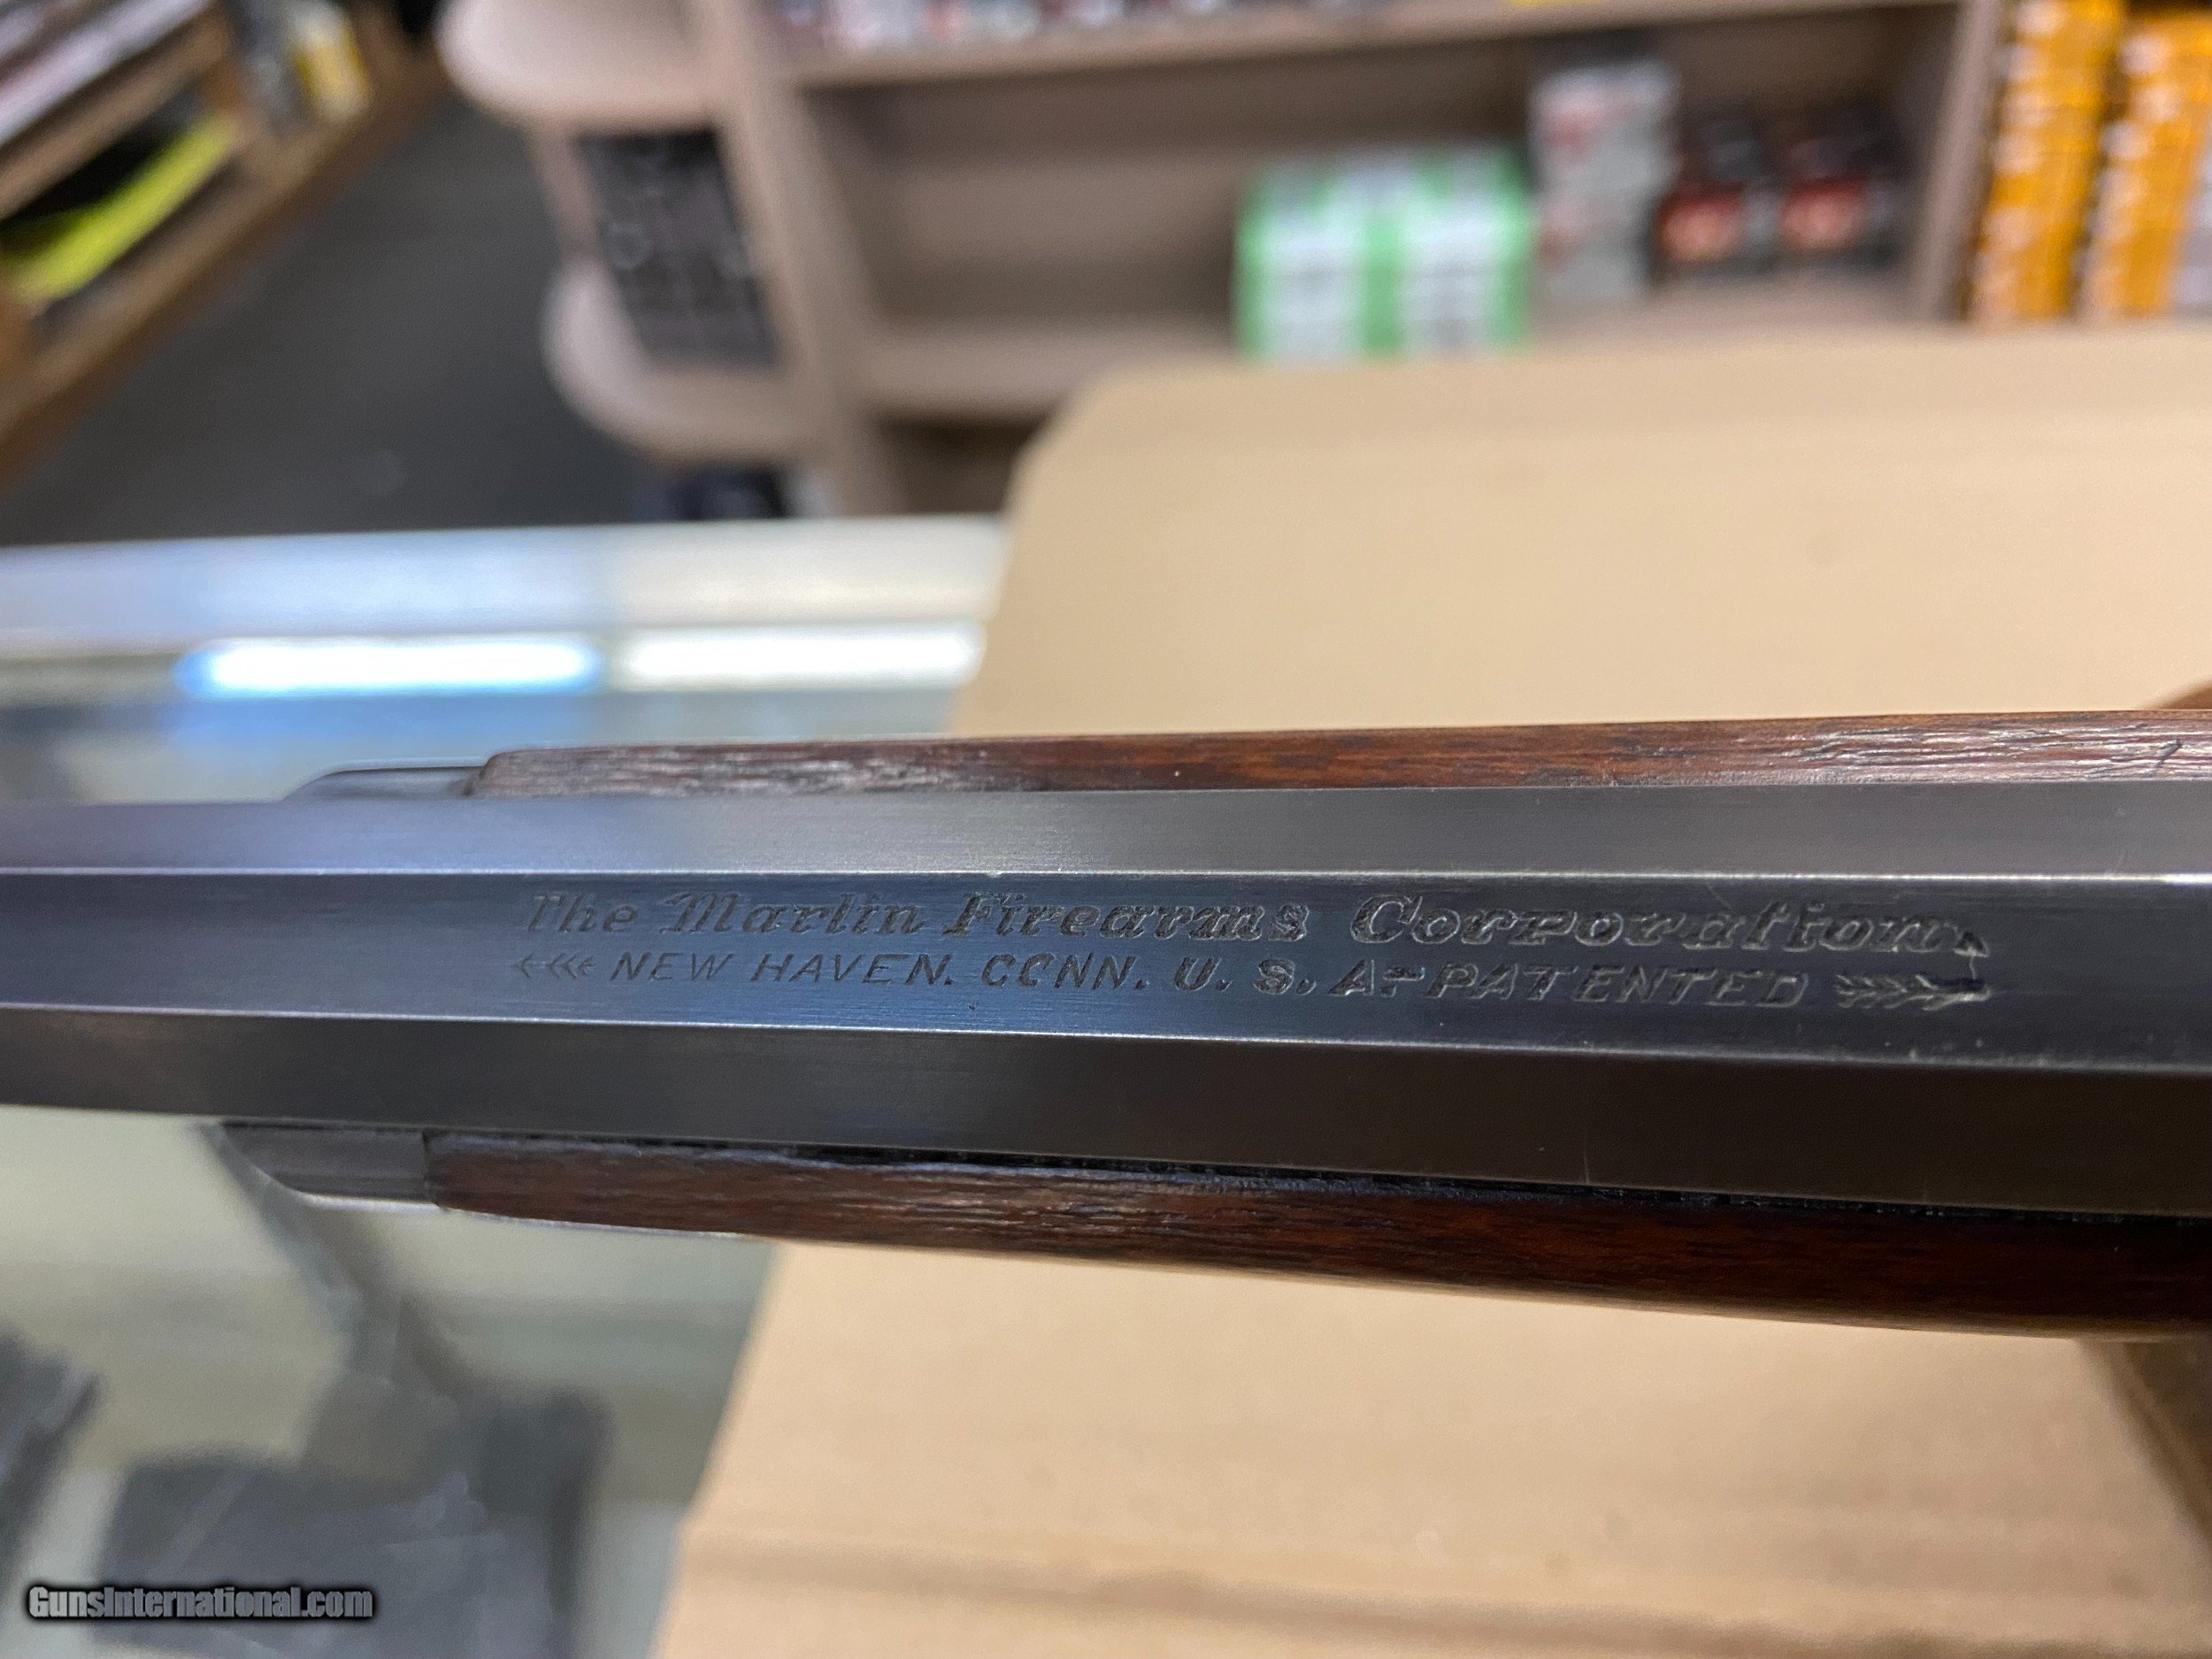 The Marlin Firearms Corporation,
NEW HAVEN. CCNN. U. S. A-PATENTED
GunsInternational.com